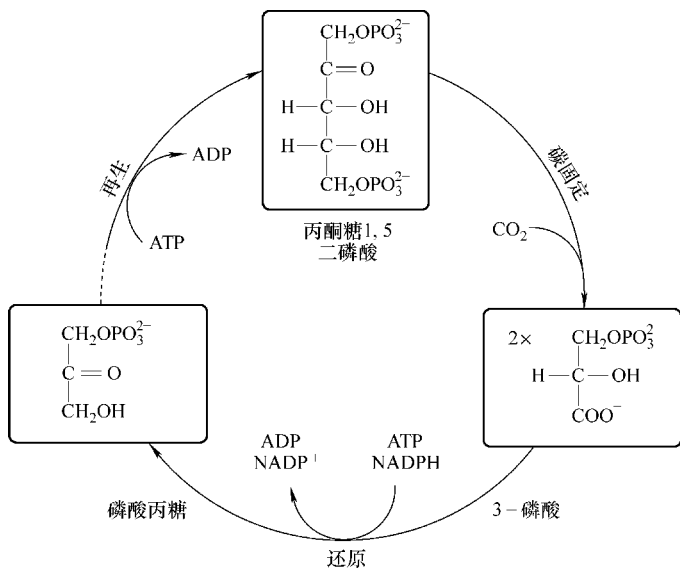 CH₂OPO₃²⁻
C=O
H—C—OH
H—C—OH
CH₂OPO₃²⁻
丙酮糖1, 5
二磷酸
碳固定
CO₂
2×
CH₂OPO₃²
H—C—OH
COO⁻
3-磷酸
ATP
NADPH
还原
ADP
NADP⁺
磷酸丙糖
CH₂OPO₃²⁻
C=O
CH₂OH
再生
ATP
ADP